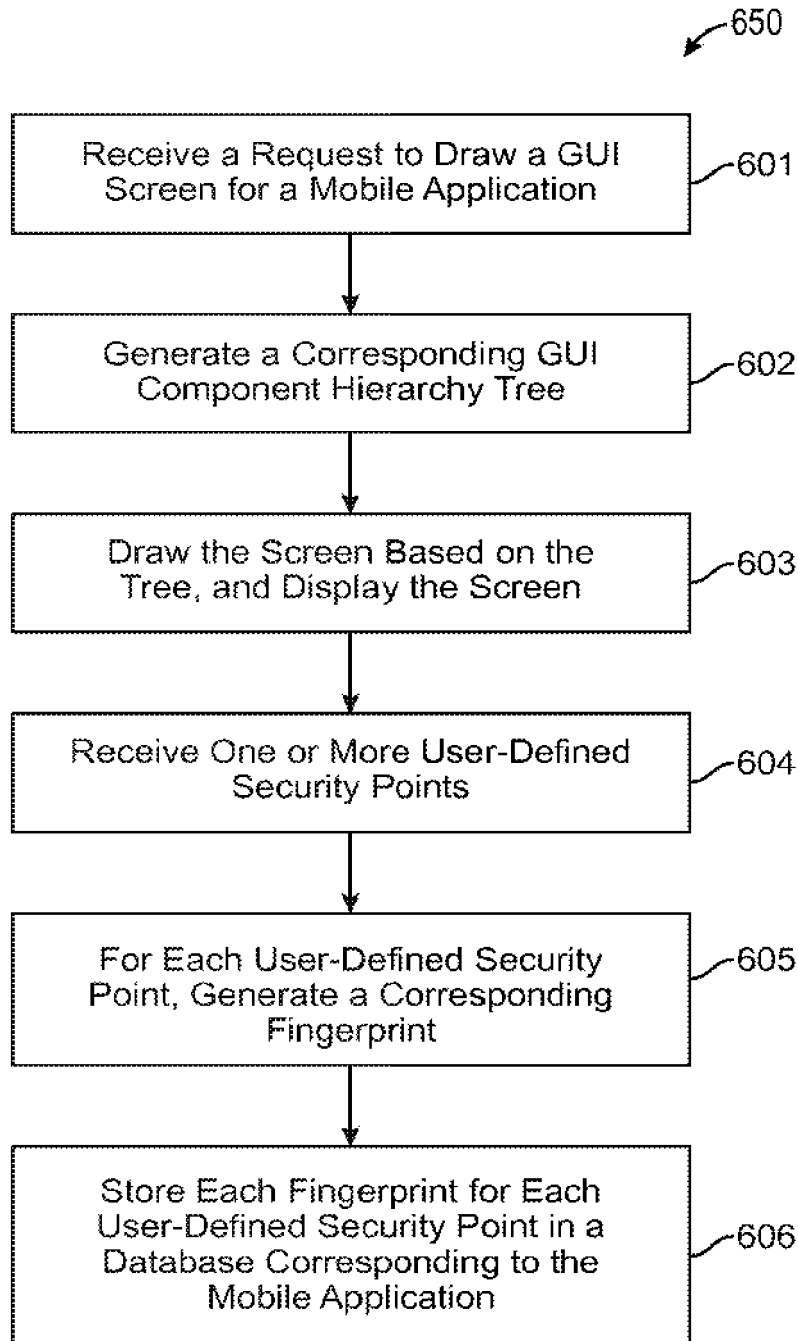 650
Receive a Request to Draw a GUI
Screen for a Mobile Application
601
Generate a Corresponding GUI
Component Hierarchy Tree
602
Draw the Screen Based on the
Tree, and Display the Screen
603
Receive One or More User-Defined
Security Points
604
For Each User-Defined Security
Point, Generate a Corresponding
Fingerprint
605
Store Each Fingerprint for Each
User-Defined Security Point in a
Database Corresponding to the
Mobile Application
606